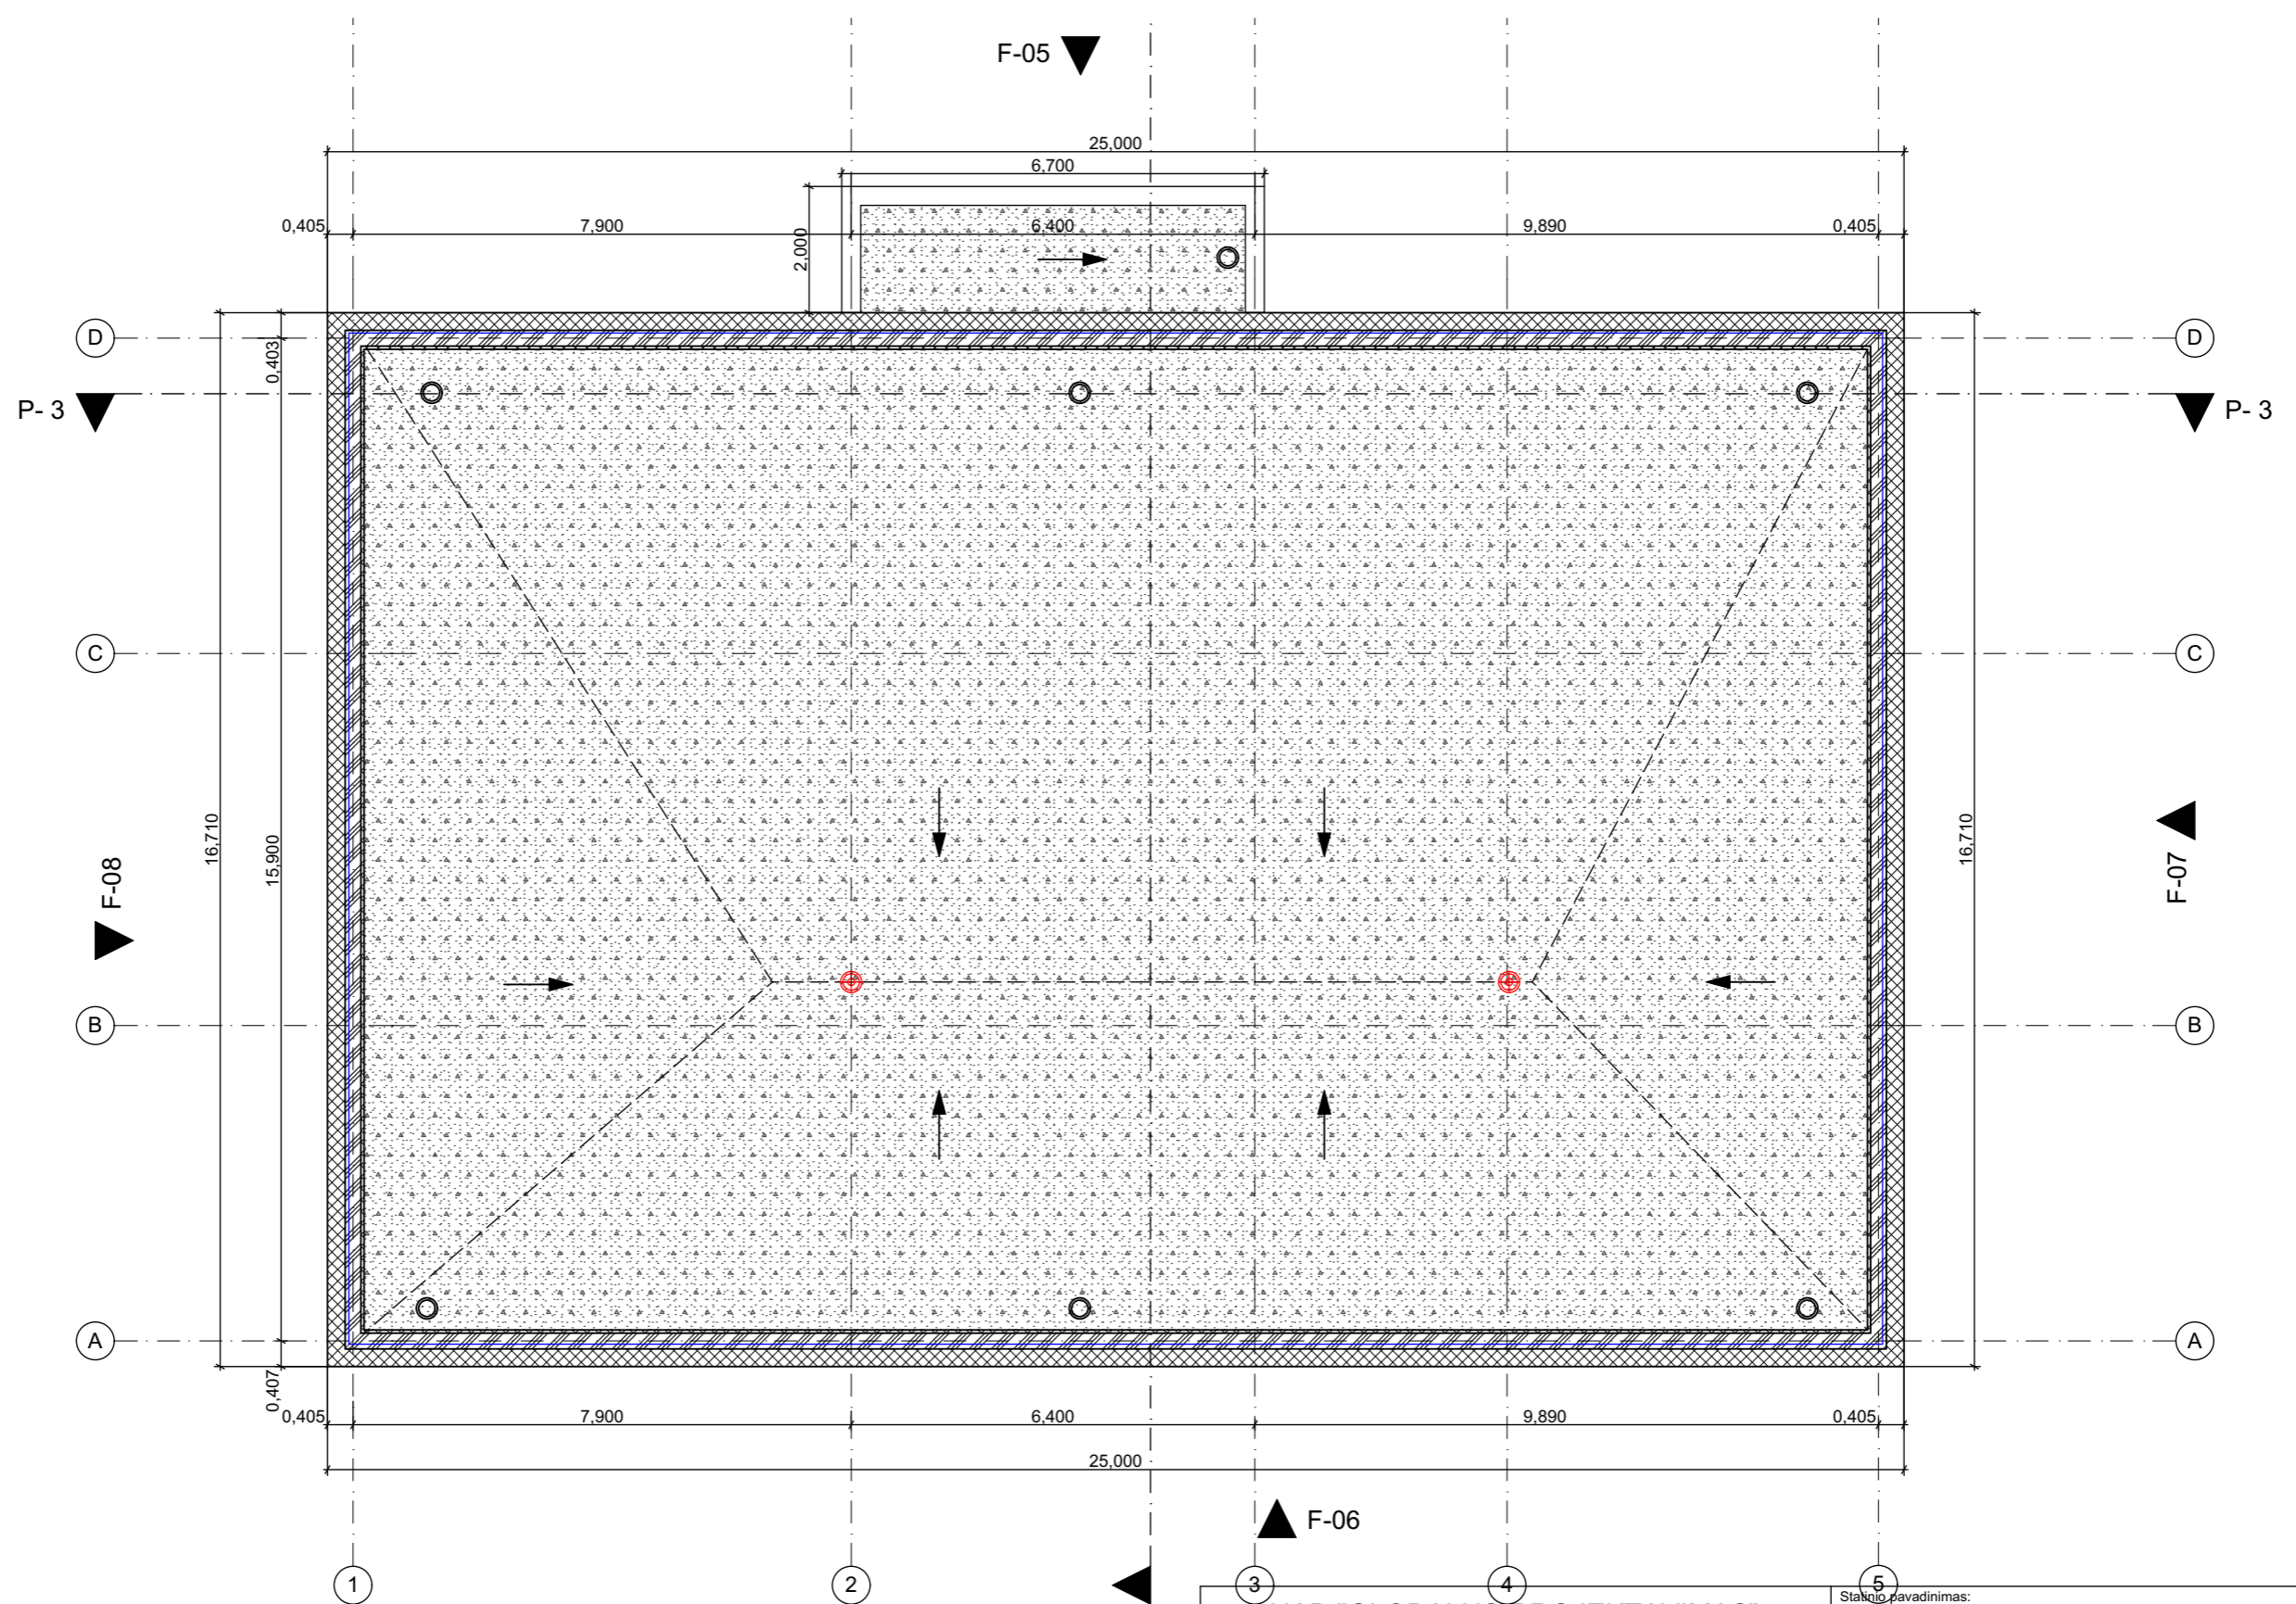 F-05
25,000
6,700
0,405 7,900 6,400 9,890 0,405
2,000
D D
0,403
P- 3 P- 3
C C
16,710 15,900 16,710
F-08 F-07
B B
A A
0,407
0,405 7,900 6,400 9,890 0,405
25,000
F-06
1 2 3 4 5
Statinio pavadinimas: